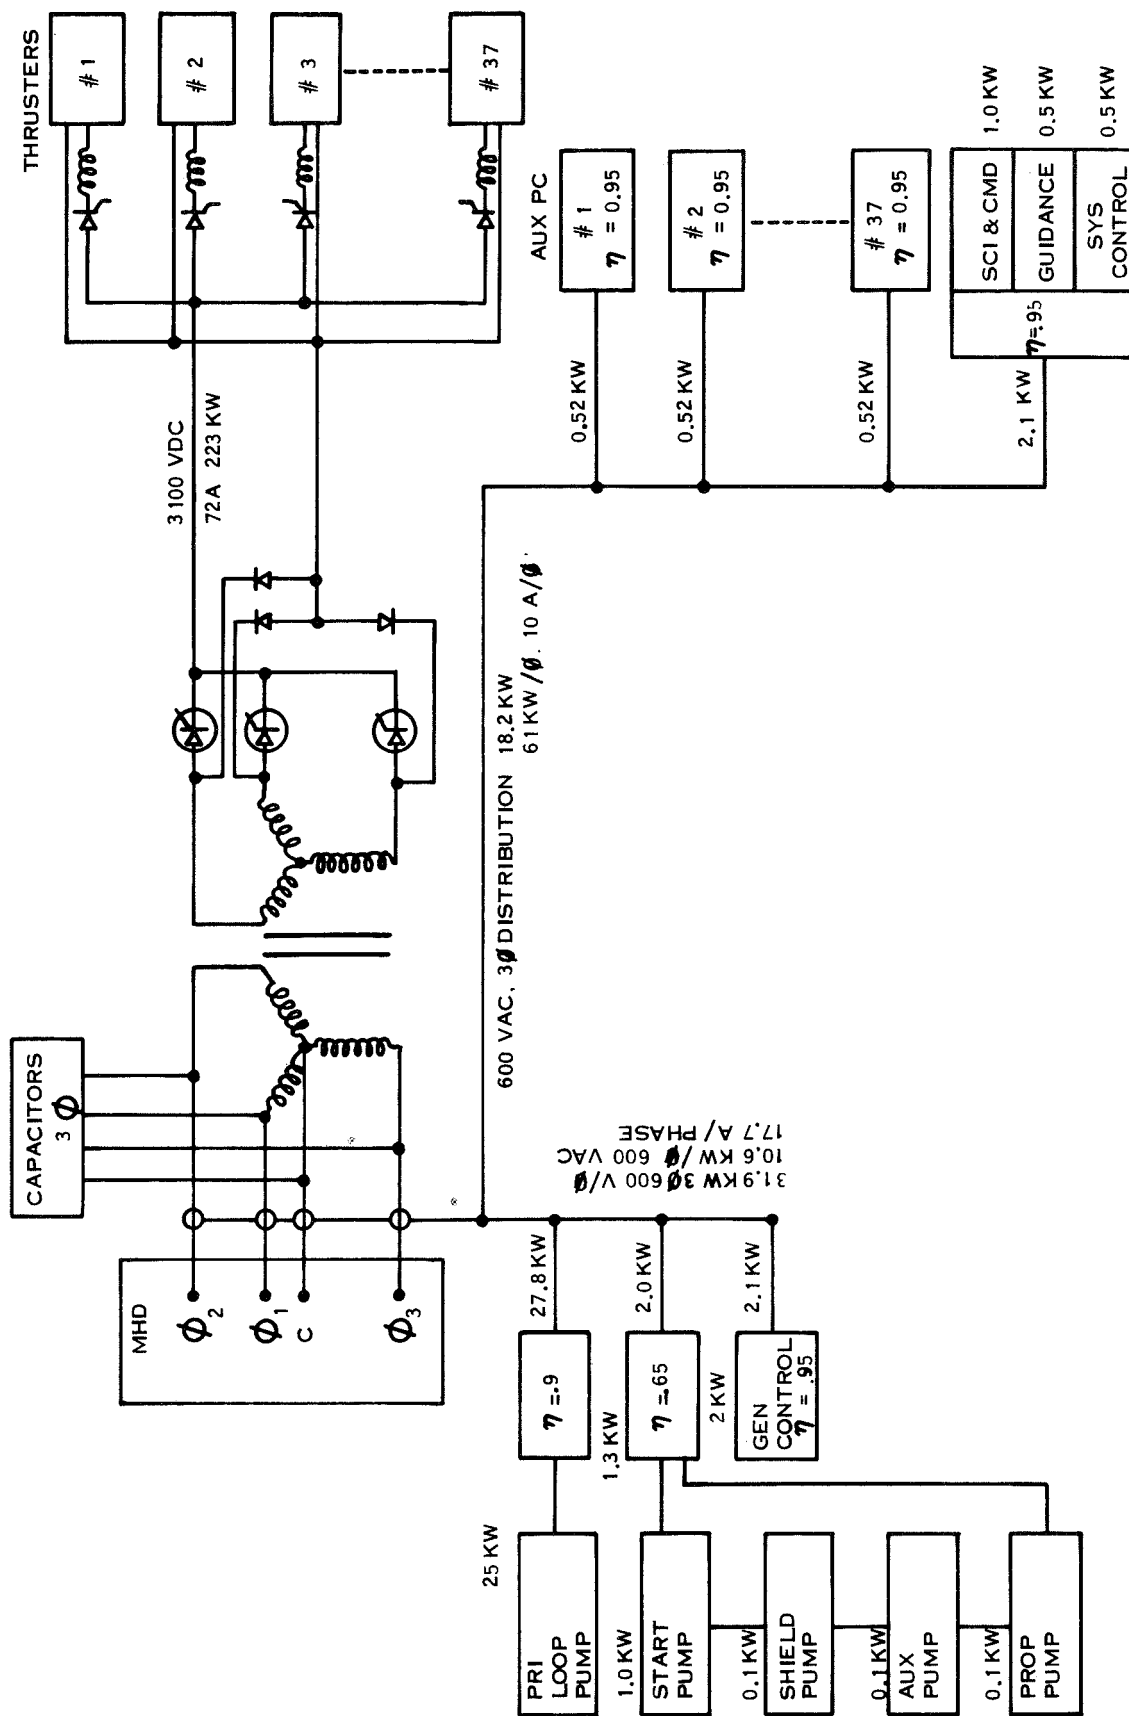 THRUSTERS
# 1
# 2
# 3
# 37
3100 VDC
72A 223 KW
CAPACITORS
3 Ø
MHD
Ø2
Ø1
C
Ø3
600 VAC, 3Ø DISTRIBUTION 18.2 KW
61 KW/Ø. 10 A/Ø
AUX PC
# 1
η = 0.95
# 2
η = 0.95
# 37
η = 0.95
0.52 KW
0.52 KW
0.52 KW
2.1 KW
η=.95
SCI & CMD
GUIDANCE
SYS
CONTROL
1.0 KW
0.5 KW
0.5 KW
31.9 KW 3Ø 600 V/Ø
10.6 KW/Ø 600 VAC
17.7 A/PHASE
27.8 KW
2.0 KW
2.1 KW
η=.9
η=.65
GEN
CONTROL
η = .95
25 KW
1.3 KW
2 KW
PRI
LOOP
PUMP
1.0 KW
START
PUMP
0.1 KW
SHIELD
PUMP
0.1 KW
AUX
PUMP
0.1 KW
PROP
PUMP